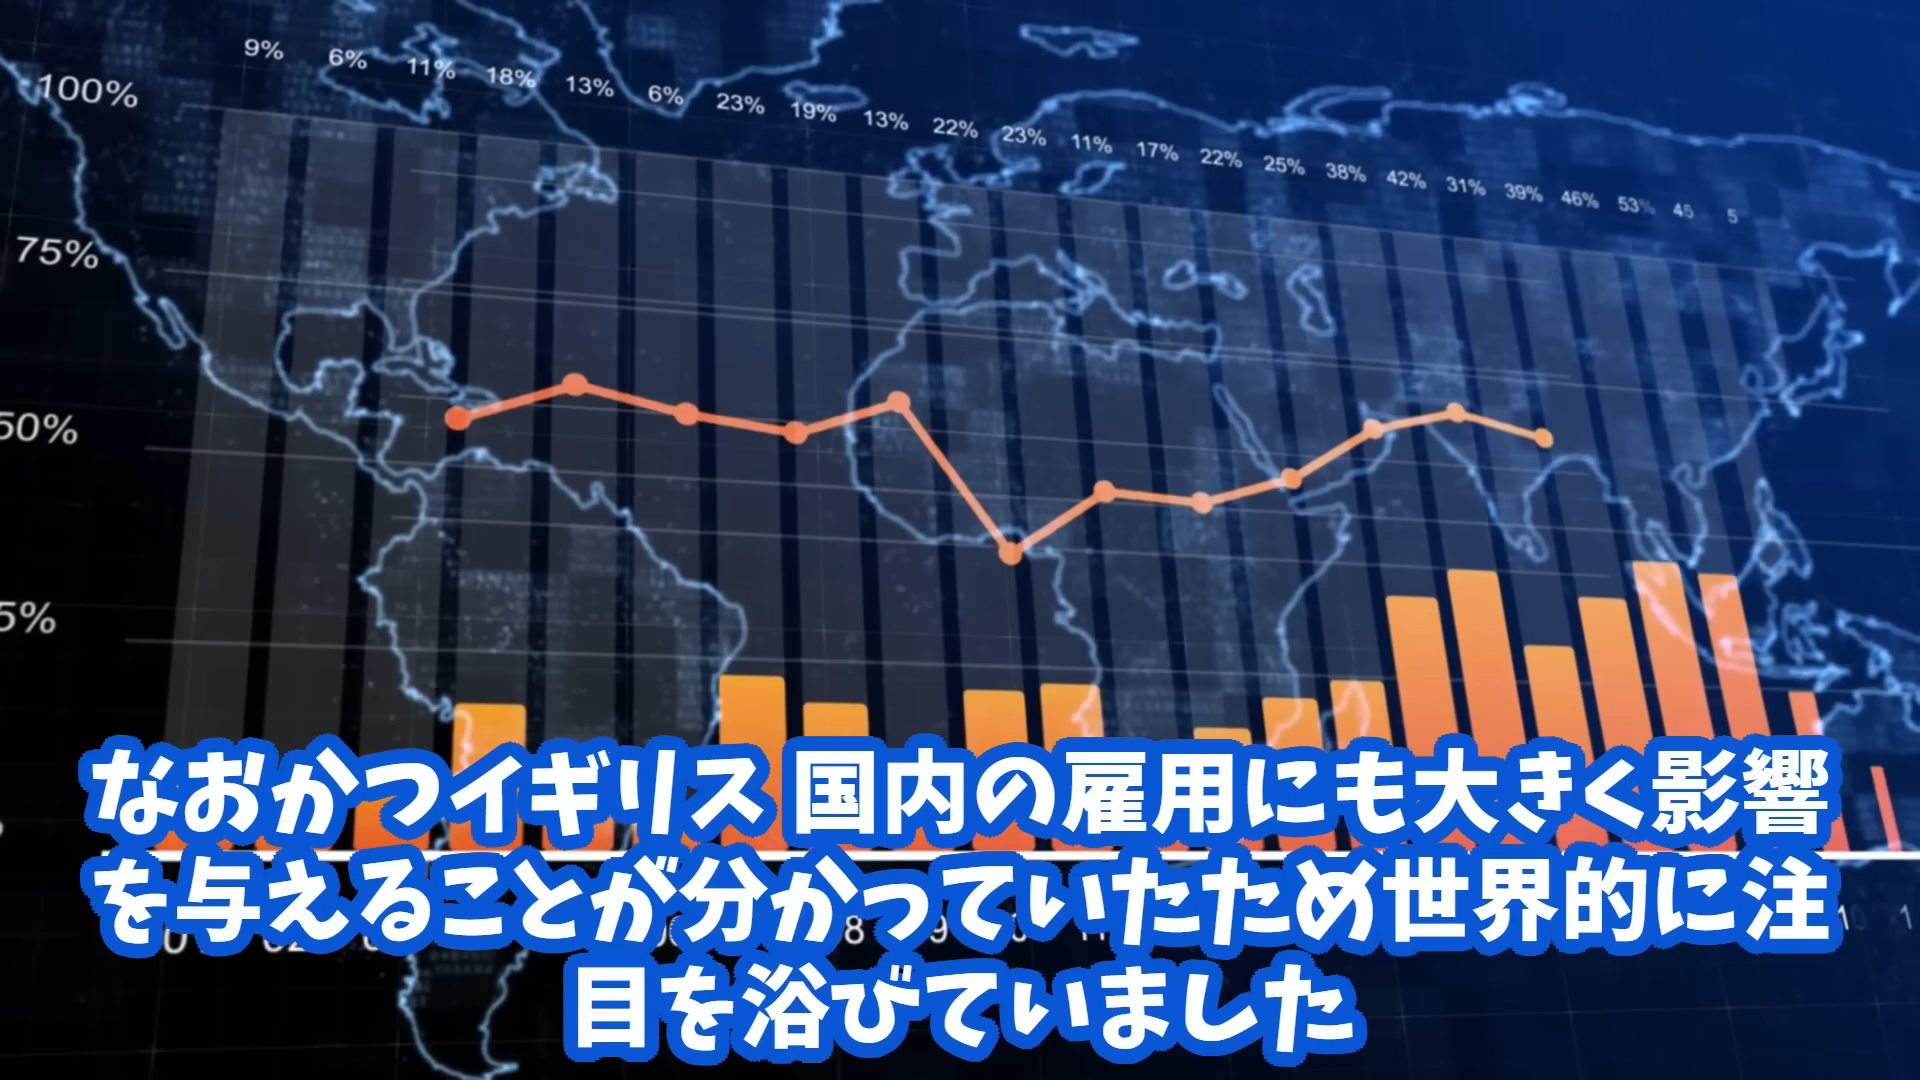 9% 6% 11% 18% 13% 6% 23% 19% 13% 22% 23% 11% 17% 22% 25% 38% 42% 31% 39% 46% 53% 45 5
100%
75%
50%
5%
なおかつイギリス 国内の雇用にも大きく影響
を与えることが分かっていたため世界的に注
目を浴びていました